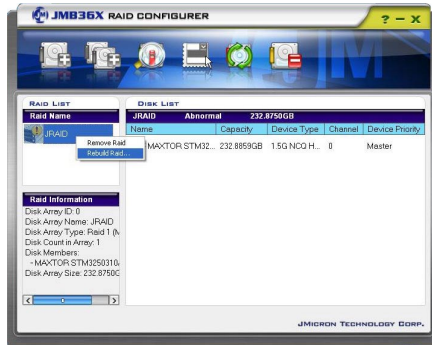 JMB36X RAID CONFIGURER
? – X
RAID LIST
Raid Name
JRAID
Remove Raid
Rebuild Raid...
DISK LIST
JRAID Abnormal 232.8750GB
Name Capacity Device Type Channel Device Priority
MAXTOR STM32... 232.8859GB 1.5G NCQ H... 0 Master
Raid Information
Disk Array ID: 0
Disk Array Name: JRAID
Disk Array Type: Raid 1 (M
Disk Count in Array: 1
Disk Members:
- MAXTOR STM3250310
Disk Array Size: 232.8750G
JMICRON TECHNOLOGY CORP.